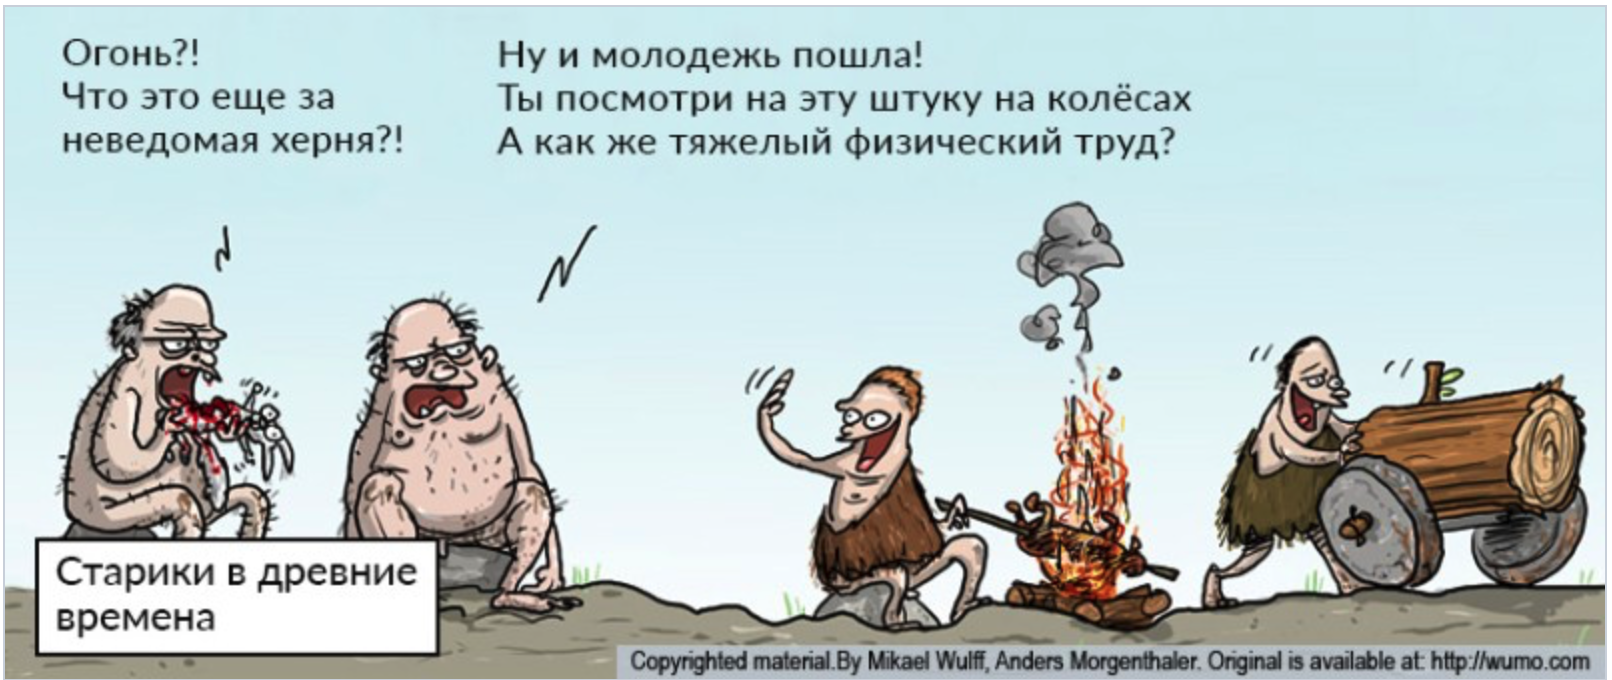 Огонь?!
Что это еще за
неведомая херня?!
Ну и молодежь пошла!
Ты посмотри на эту штуку на колёсах
А как же тяжелый физический труд?
Старики в древние
времена
Copyrighted material.By Mikael Wulff, Anders Morgenthaler. Original is available at: http://wumo.com